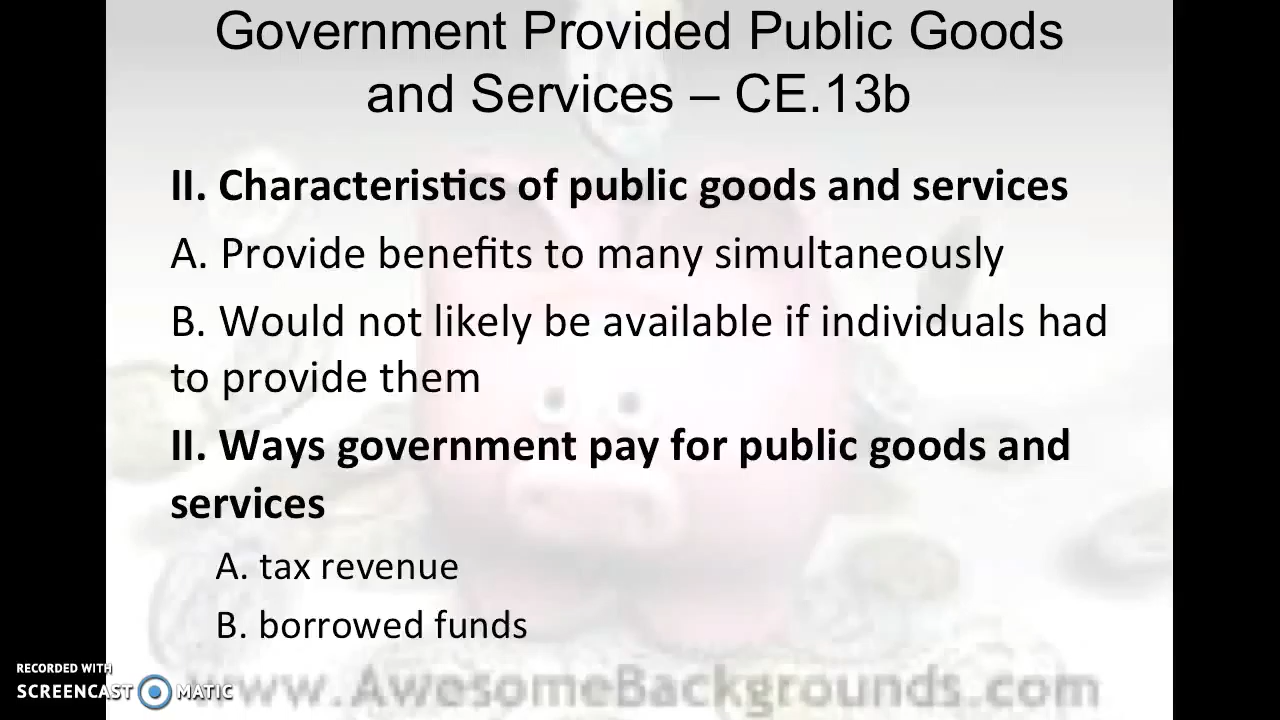 Government Provided Public Goods
and Services – CE.13b
II. Characteristics of public goods and services
A. Provide benefits to many simultaneously
B. Would not likely be available if individuals had
to provide them
II. Ways government pay for public goods and
services
A. tax revenue
B. borrowed funds
RECORDED WITH
SCREENCAST MATIC
www.AwesomeBackgrounds.com